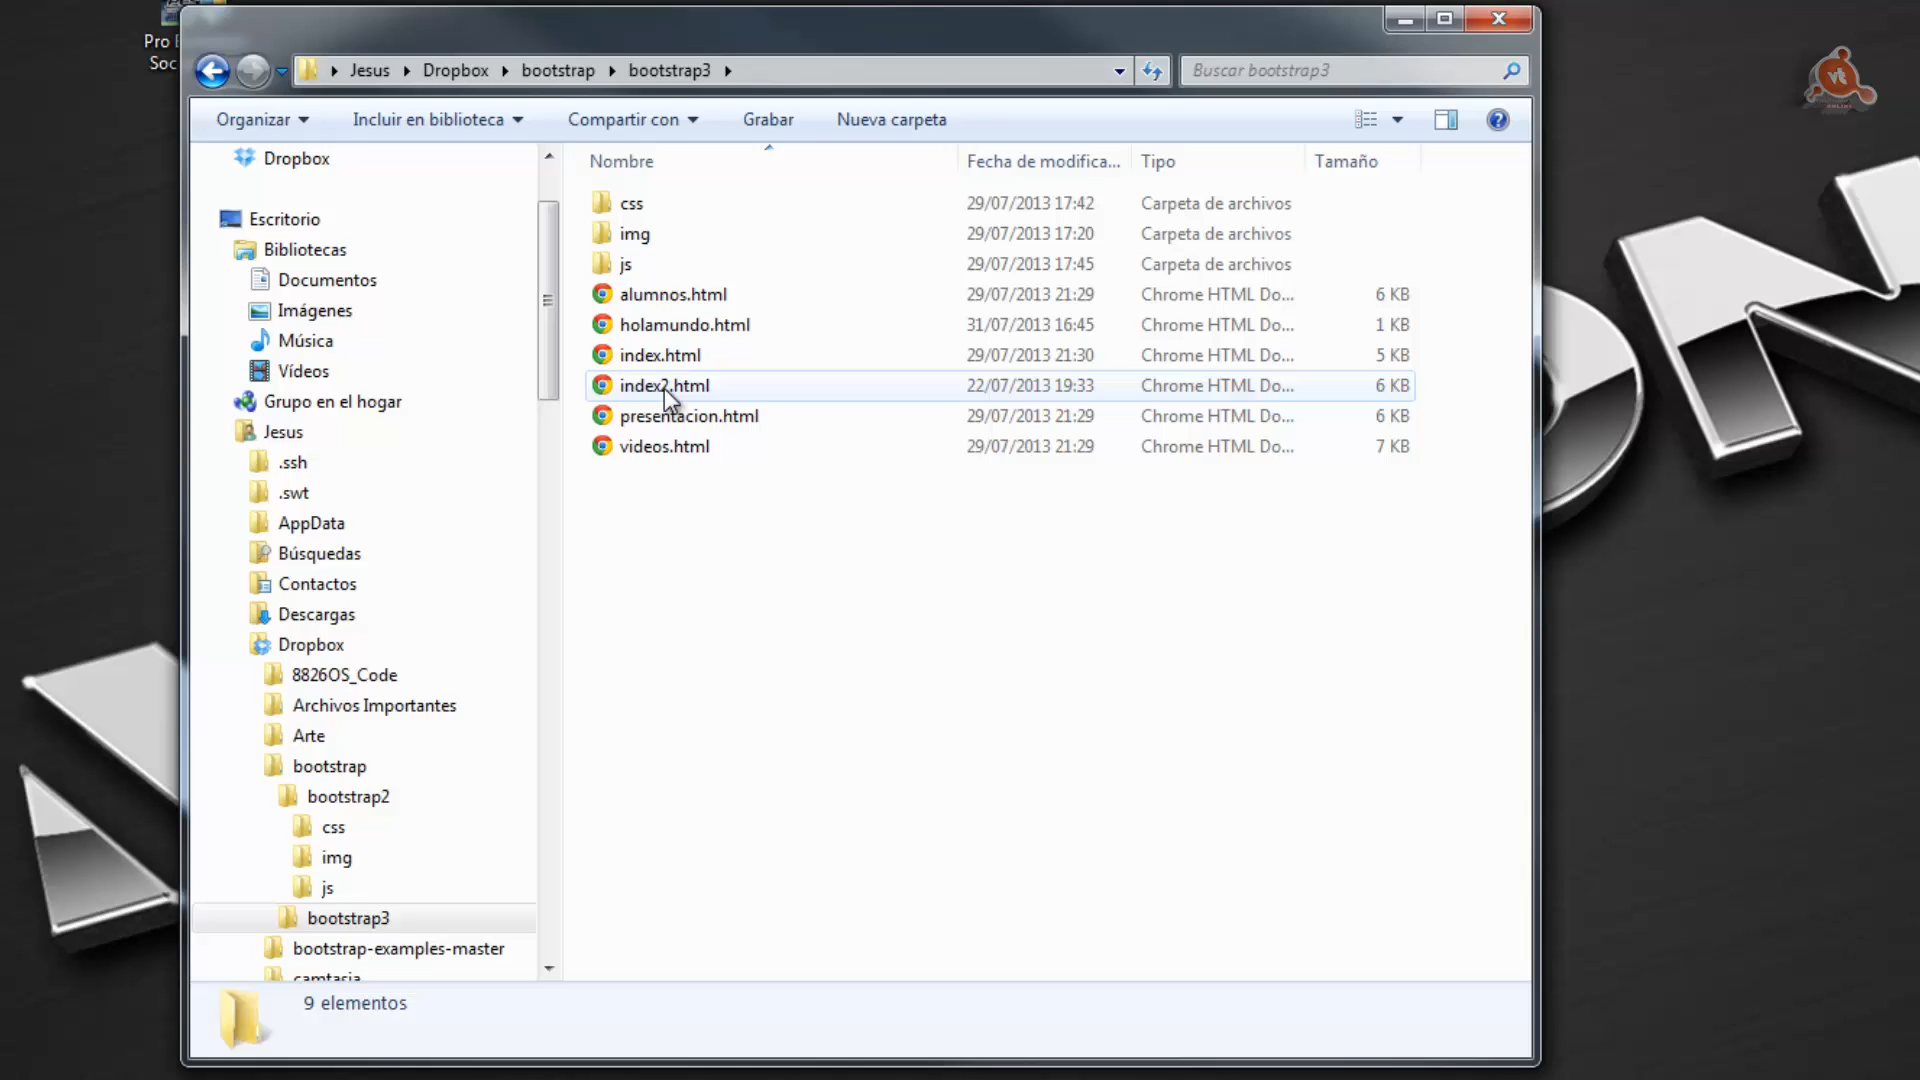 Pro
Soc
Jesus Dropbox bootstrap bootstrap3
Buscar bootstrap3
Organizar Incluir en biblioteca Compartir con Grabar Nueva carpeta
Nombre Fecha de modifica... Tipo Tamaño
css 29/07/2013 17:42 Carpeta de archivos
img 29/07/2013 17:20 Carpeta de archivos
js 29/07/2013 17:45 Carpeta de archivos
alumnos.html 29/07/2013 21:29 Chrome HTML Do... 6 KB
holamundo.html 31/07/2013 16:45 Chrome HTML Do... 1 KB
index.html 29/07/2013 21:30 Chrome HTML Do... 5 KB
index2.html 22/07/2013 19:33 Chrome HTML Do... 6 KB
presentacion.html 29/07/2013 21:29 Chrome HTML Do... 6 KB
videos.html 29/07/2013 21:29 Chrome HTML Do... 7 KB
Dropbox
Escritorio
Bibliotecas
Documentos
Imágenes
Música
Vídeos
Grupo en el hogar
Jesus
.ssh
.swt
AppData
Búsquedas
Contactos
Descargas
Dropbox
8826OS_Code
Archivos Importantes
Arte
bootstrap
bootstrap2
css
img
js
bootstrap3
bootstrap-examples-master
camtasia
9 elementos
vt